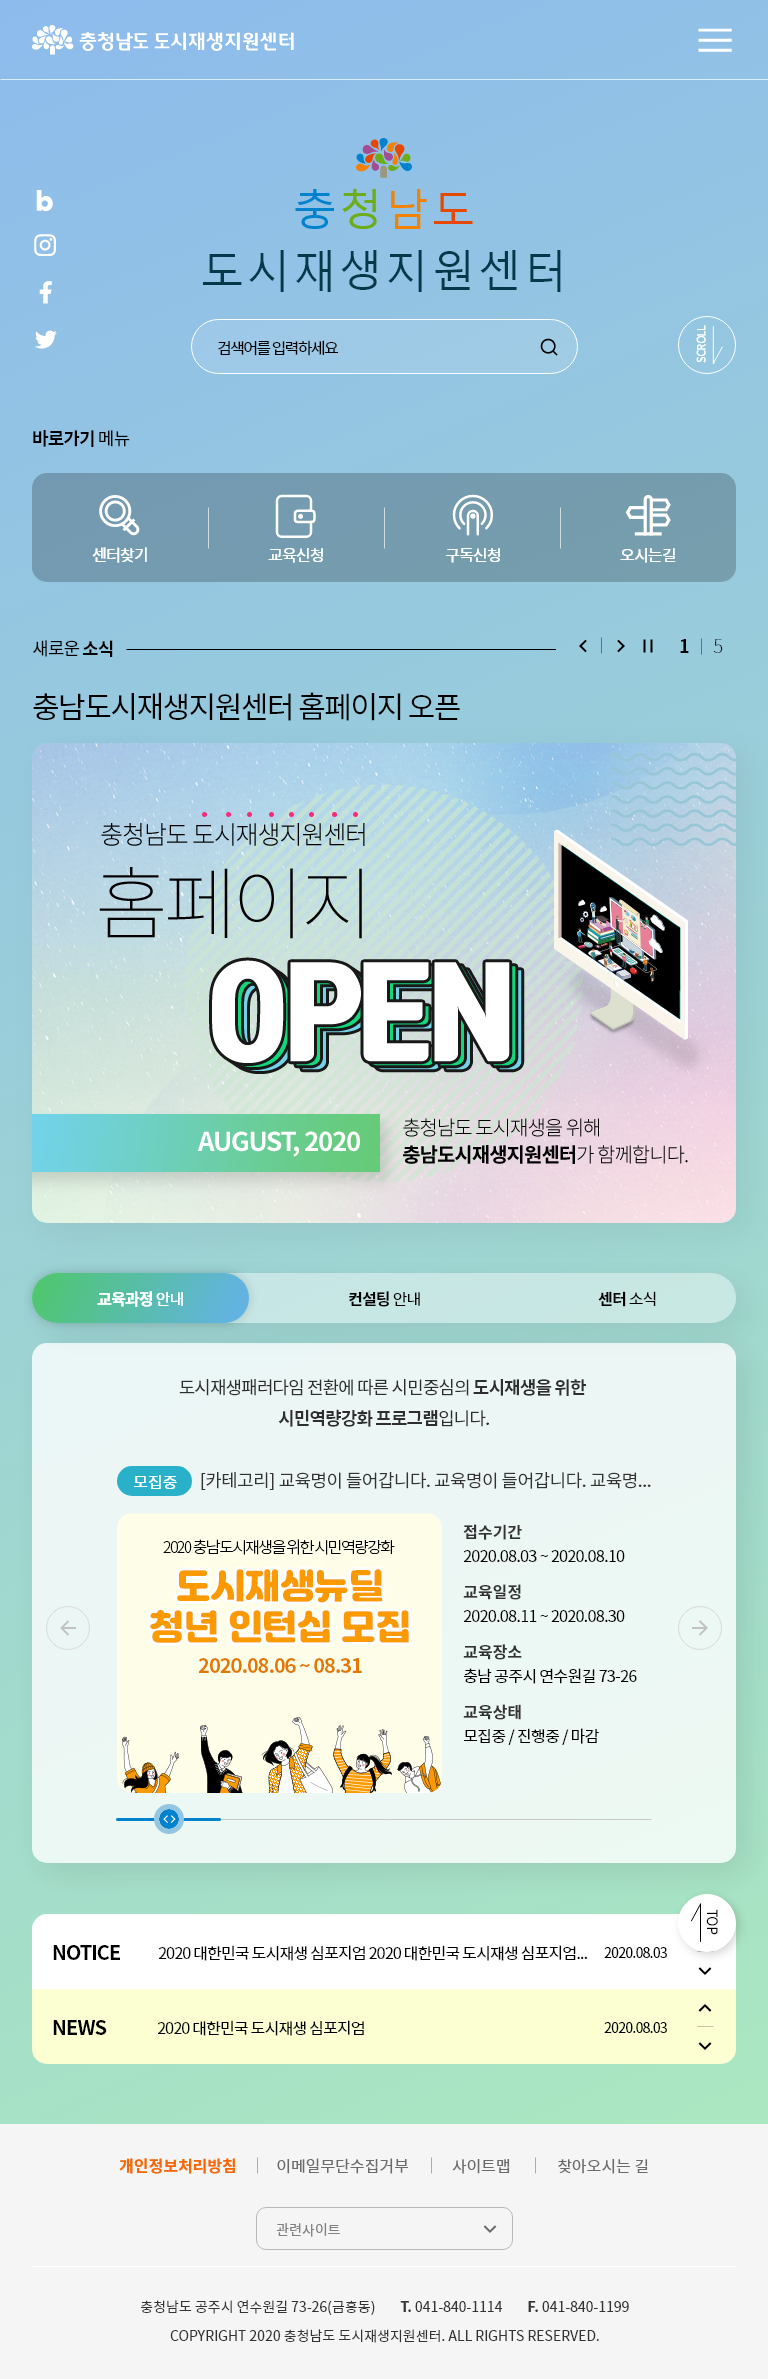 충청남도 도시재생지원센터
충청남도
도시재생지원센터
검색어를 입력하세요
SCROLL
바로가기 메뉴
센터찾기
교육신청
구독신청
오시는길
새로운 소식
1 | 5
충남도시재생지원센터 홈페이지 오픈
충청남도 도시재생지원센터
홈페이지
OPEN
AUGUST, 2020
충청남도 도시재생을 위해
충남도시재생지원센터가 함께합니다.
교육과정 안내
컨설팅 안내
센터 소식
도시재생패러다임 전환에 따른 시민중심의 도시재생을 위한
시민역량강화 프로그램입니다.
모집중 [카테고리] 교육명이 들어갑니다. 교육명이 들어갑니다. 교육명...
2020 충남도시재생을 위한 시민역량강화
도시재생뉴딜
청년 인턴십 모집
2020.08.06 ~ 08.31
접수기간
2020.08.03 ~ 2020.08.10
교육일정
2020.08.11 ~ 2020.08.30
교육장소
충남 공주시 연수원길 73-26
교육상태
모집중 / 진행중 / 마감
TOP
NOTICE 2020 대한민국 도시재생 심포지엄 2020 대한민국 도시재생 심포지엄... 2020.08.03
NEWS 2020 대한민국 도시재생 심포지엄 2020.08.03
개인정보처리방침 | 이메일무단수집거부 | 사이트맵 | 찾아오시는 길
관련사이트
충청남도 공주시 연수원길 73-26(금흥동) T. 041-840-1114 F. 041-840-1199
COPYRIGHT 2020 충청남도 도시재생지원센터. ALL RIGHTS RESERVED.